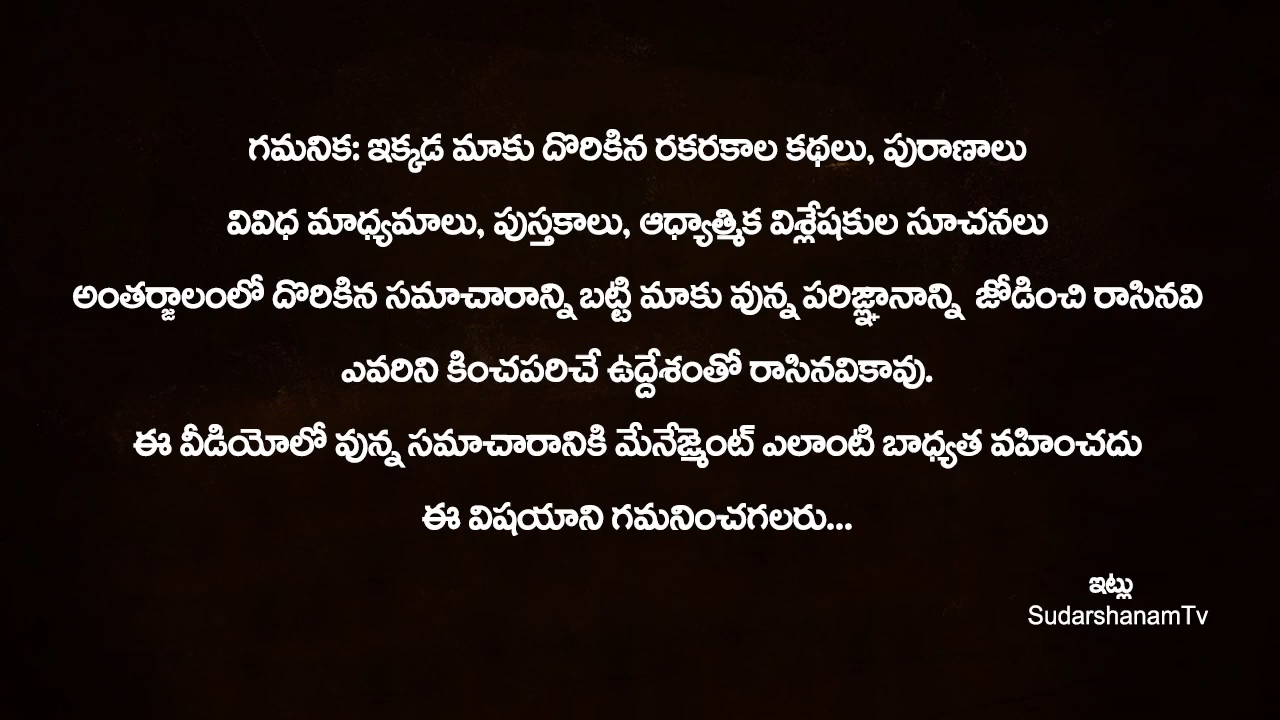 గమనిక: ఇక్కడ మాకు దొరికిన రకరకాల కథలు, పురాణాలు
వివిధ మాధ్యమాలు, పుస్తకాలు, ఆధ్యాత్మిక విశ్లేషకుల సూచనలు
అంతర్జాలంలో దొరికిన సమాచారాన్ని బట్టి మాకు వున్న పరిజ్ఞానాన్ని జోడించి రాసినవి
ఎవరిని కించపరిచే ఉద్దేశంతో రాసినవికావు.
ఈ వీడియోలో వున్న సమాచారానికి మేనేజ్మెంట్ ఎలాంటి బాధ్యత వహించదు
ఈ విషయాని గమనించగలరు...
ఇట్లు
SudarshanamTv